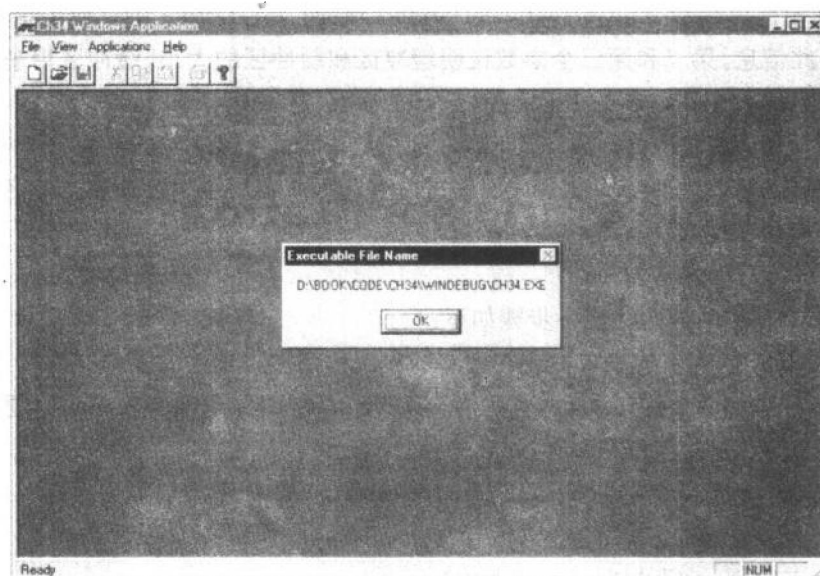 Ch34 Windows Application
File View Applications Help
Executable File Name
D:\BOOK\CODE\CH34\WINDEBUG\CH34.EXE
OK
Ready
NUM